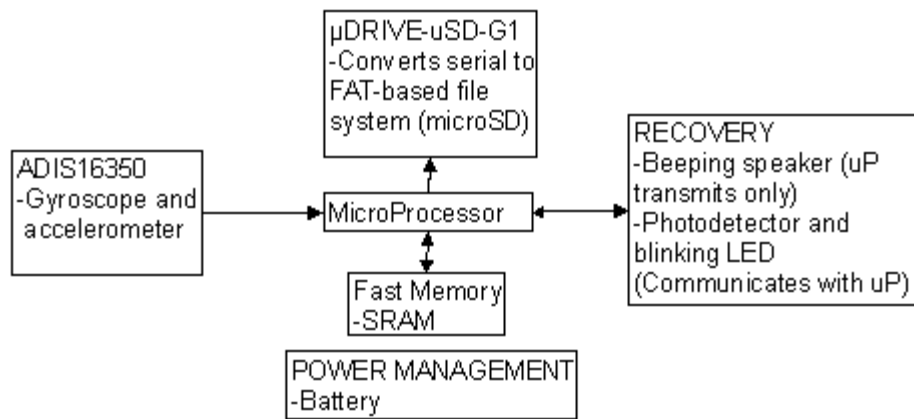 µDRIVE-uSD-G1
-Converts serial to
FAT-based file
system (microSD)
ADIS16350
-Gyroscope and
accelerometer
MicroProcessor
RECOVERY
-Beeping speaker (uP
transmits only)
-Photodetector and
blinking LED
(Communicates with uP)
Fast Memory
-SRAM
POWER MANAGEMENT
-Battery